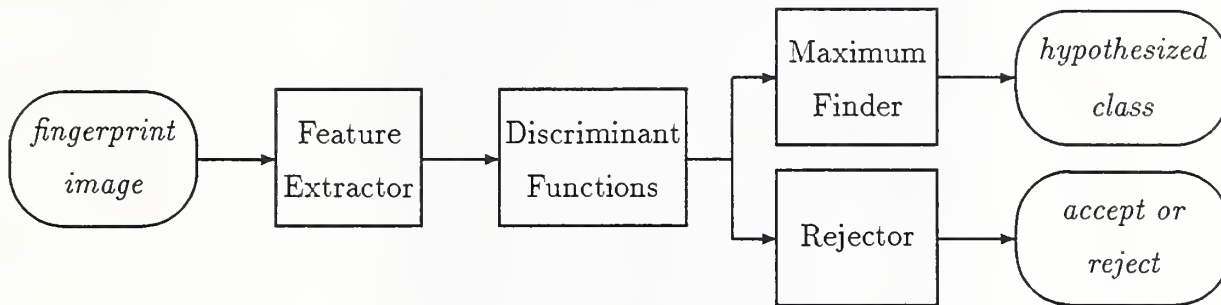 fingerprint
image
Feature
Extractor
Discriminant
Functions
Maximum
Finder
hypothesized
class
Rejector
accept or
reject